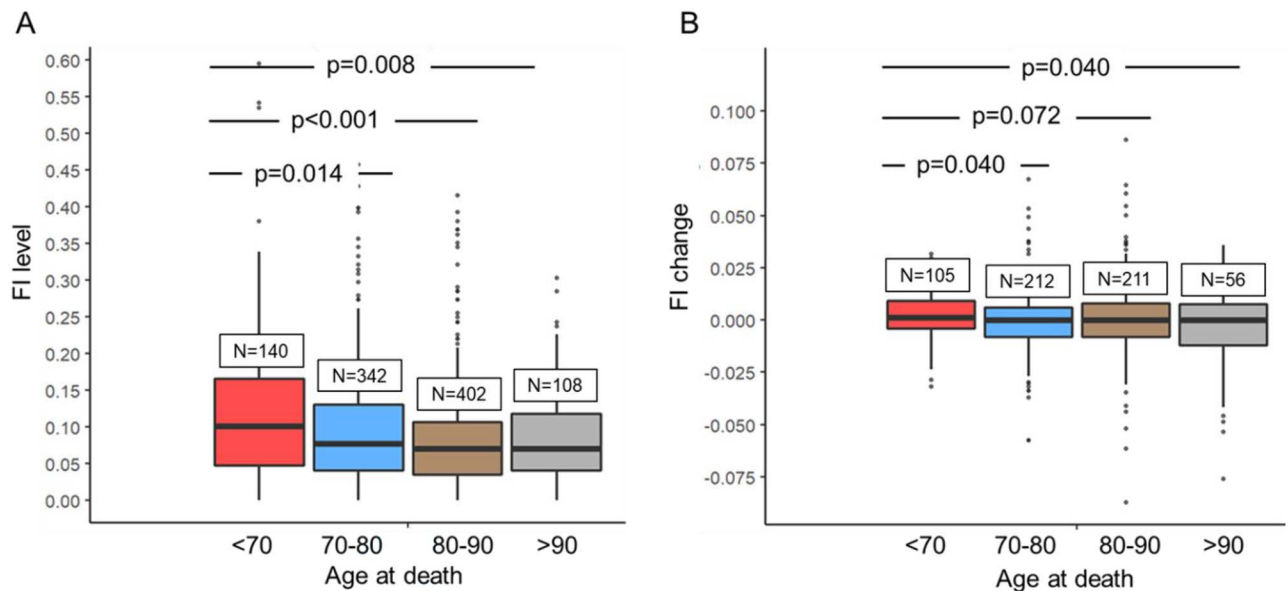 A
0.60
0.55
0.50
0.45
0.40
0.35
0.30
0.25
0.20
0.15
0.10
0.05
0.00
FI level
p=0.008
p<0.001
p=0.014
N=140
N=342
N=402
N=108
<70 70-80 80-90 >90
Age at death
B
0.100
0.075
0.050
0.025
0.000
-0.025
-0.050
-0.075
FI change
p=0.040
p=0.072
p=0.040
N=105
N=212
N=211
N=56
<70 70-80 80-90 >90
Age at death